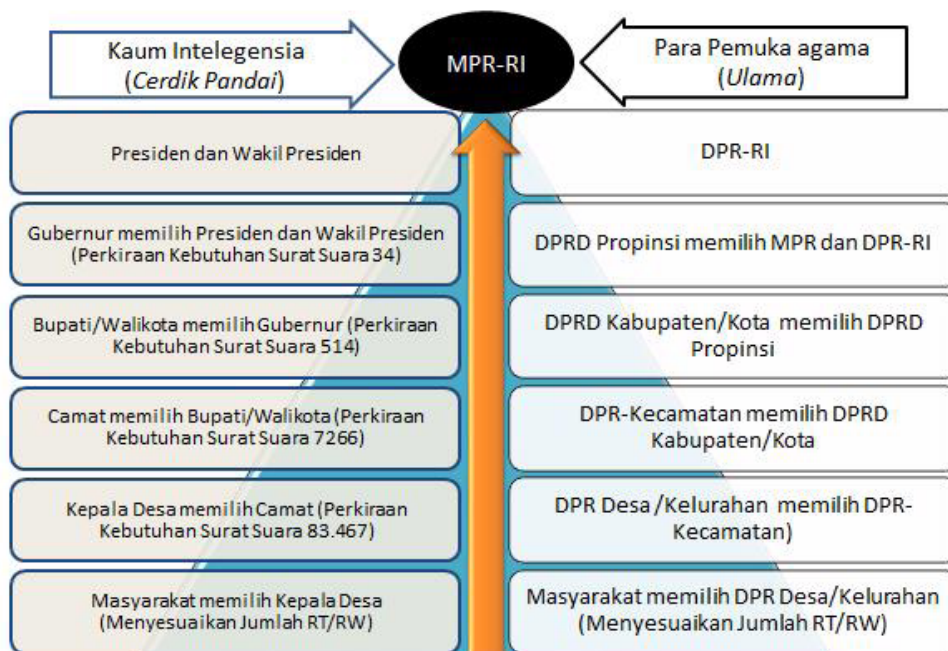 Kaum Intelegensia
(Cerdik Pandai)
MPR-RI
Para Pemuka agama
(Ulama)
Presiden dan Wakil Presiden
DPR-RI
Gubernur memilih Presiden dan Wakil Presiden
(Perkiraan Kebutuhan Surat Suara 34)
DPRD Propinsi memilih MPR dan DPR-RI
Bupati/Walikota memilih Gubernur (Perkiraan
Kebutuhan Surat Suara 514)
DPRD Kabupaten/Kota memilih DPRD
Propinsi
Camat memilih Bupati/Walikota (Perkiraan
Kebutuhan Surat Suara 7266)
DPR-Kecamatan memilih DPRD
Kabupaten/Kota
Kepala Desa memilih Camat (Perkiraan
Kebutuhan Surat Suara 83.467)
DPR Desa /Kelurahan memilih DPR-
Kecamatan)
Masyarakat memilih Kepala Desa
(Menyesuaikan Jumlah RT/RW)
Masyarakat memilih DPR Desa/Kelurahan
(Menyesuaikan Jumlah RT/RW)